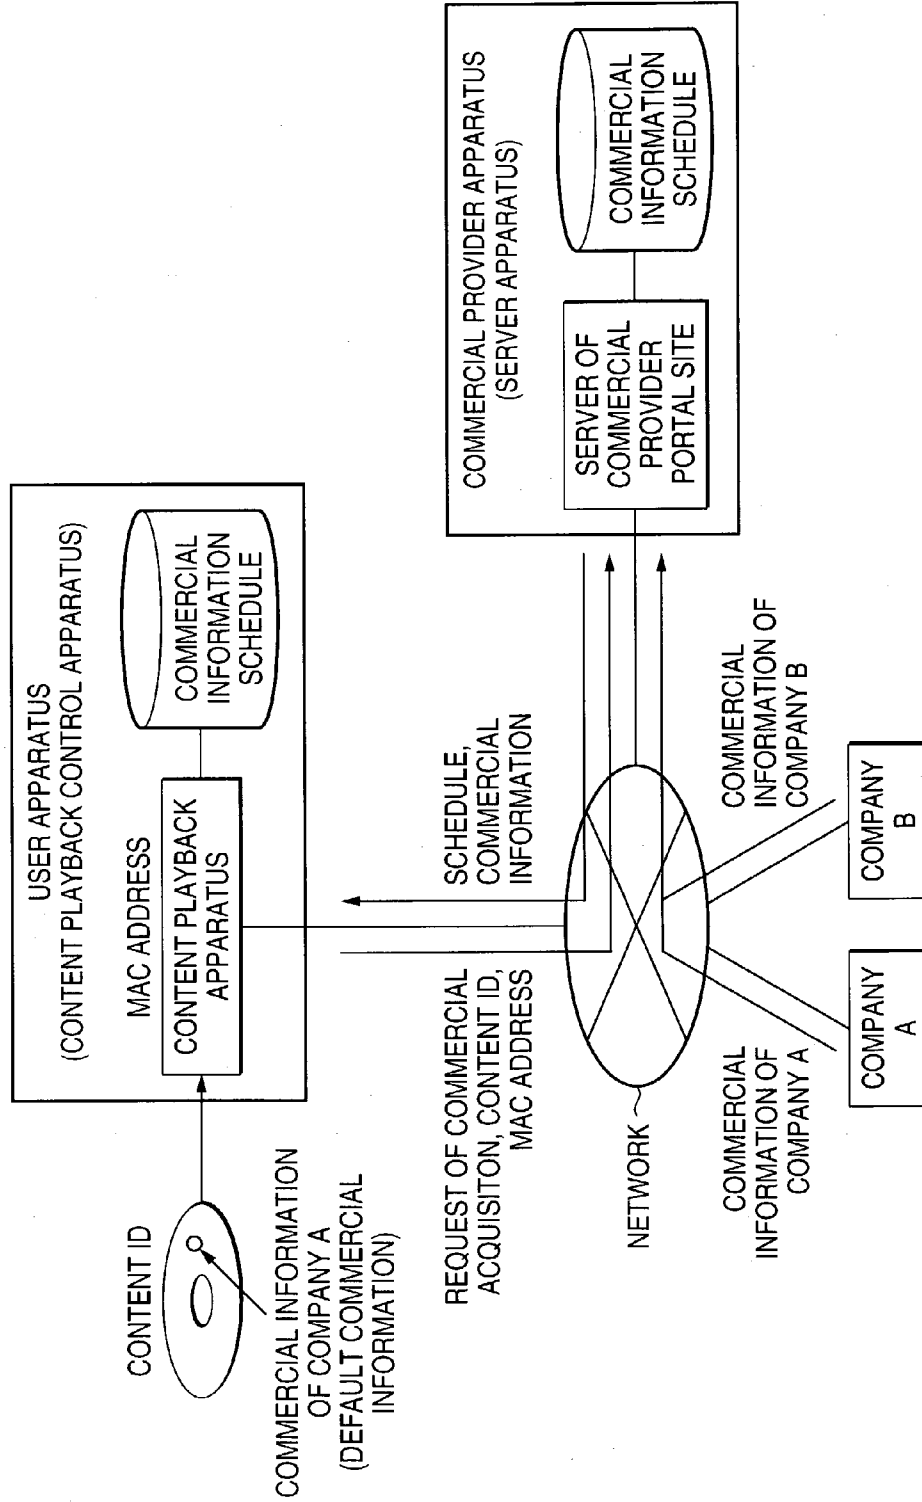 CONTENT ID
COMMERCIAL INFORMATION
OF COMPANY A
(DEFAULT COMMERCIAL
INFORMATION)
USER APPARATUS
(CONTENT PLAYBACK CONTROL APPARATUS)
MAC ADDRESS
CONTENT PLAYBACK
APPARATUS
COMMERCIAL
INFORMATION
SCHEDULE
REQUEST OF COMMERCIAL
ACQUISITON, CONTENT ID,
MAC ADDRESS
SCHEDULE,
COMMERCIAL
INFORMATION
NETWORK
COMMERCIAL PROVIDER APPARATUS
(SERVER APPARATUS)
SERVER OF
COMMERCIAL
PROVIDER
PORTAL SITE
COMMERCIAL
INFORMATION
SCHEDULE
COMMERCIAL
INFORMATION OF
COMPANY A
COMMERCIAL
INFORMATION OF
COMPANY B
COMPANY
A
COMPANY
B